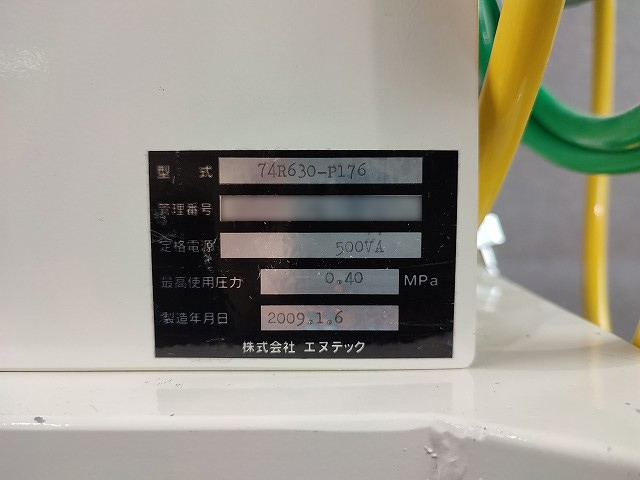 型式 74R630-P176
管理番号
定格電源 500VA
最高使用圧力 0.40 MPa
製造年月日 2009.1.6
株式会社 エヌテック